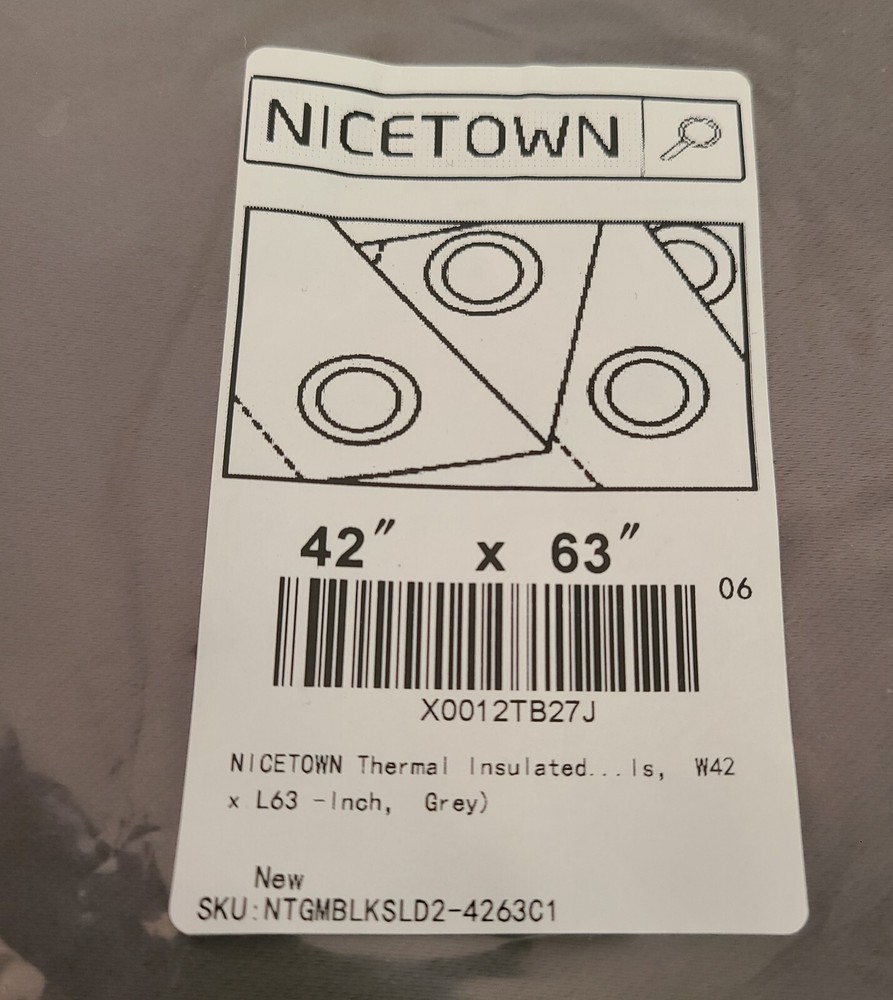 NICETOWN
42" x 63"
06
X0012TB27J
NICETOWN Thermal Insulated...ls, W42
x L63 -Inch, Grey)
New
SKU:NTGMBLKSLD2-4263C1